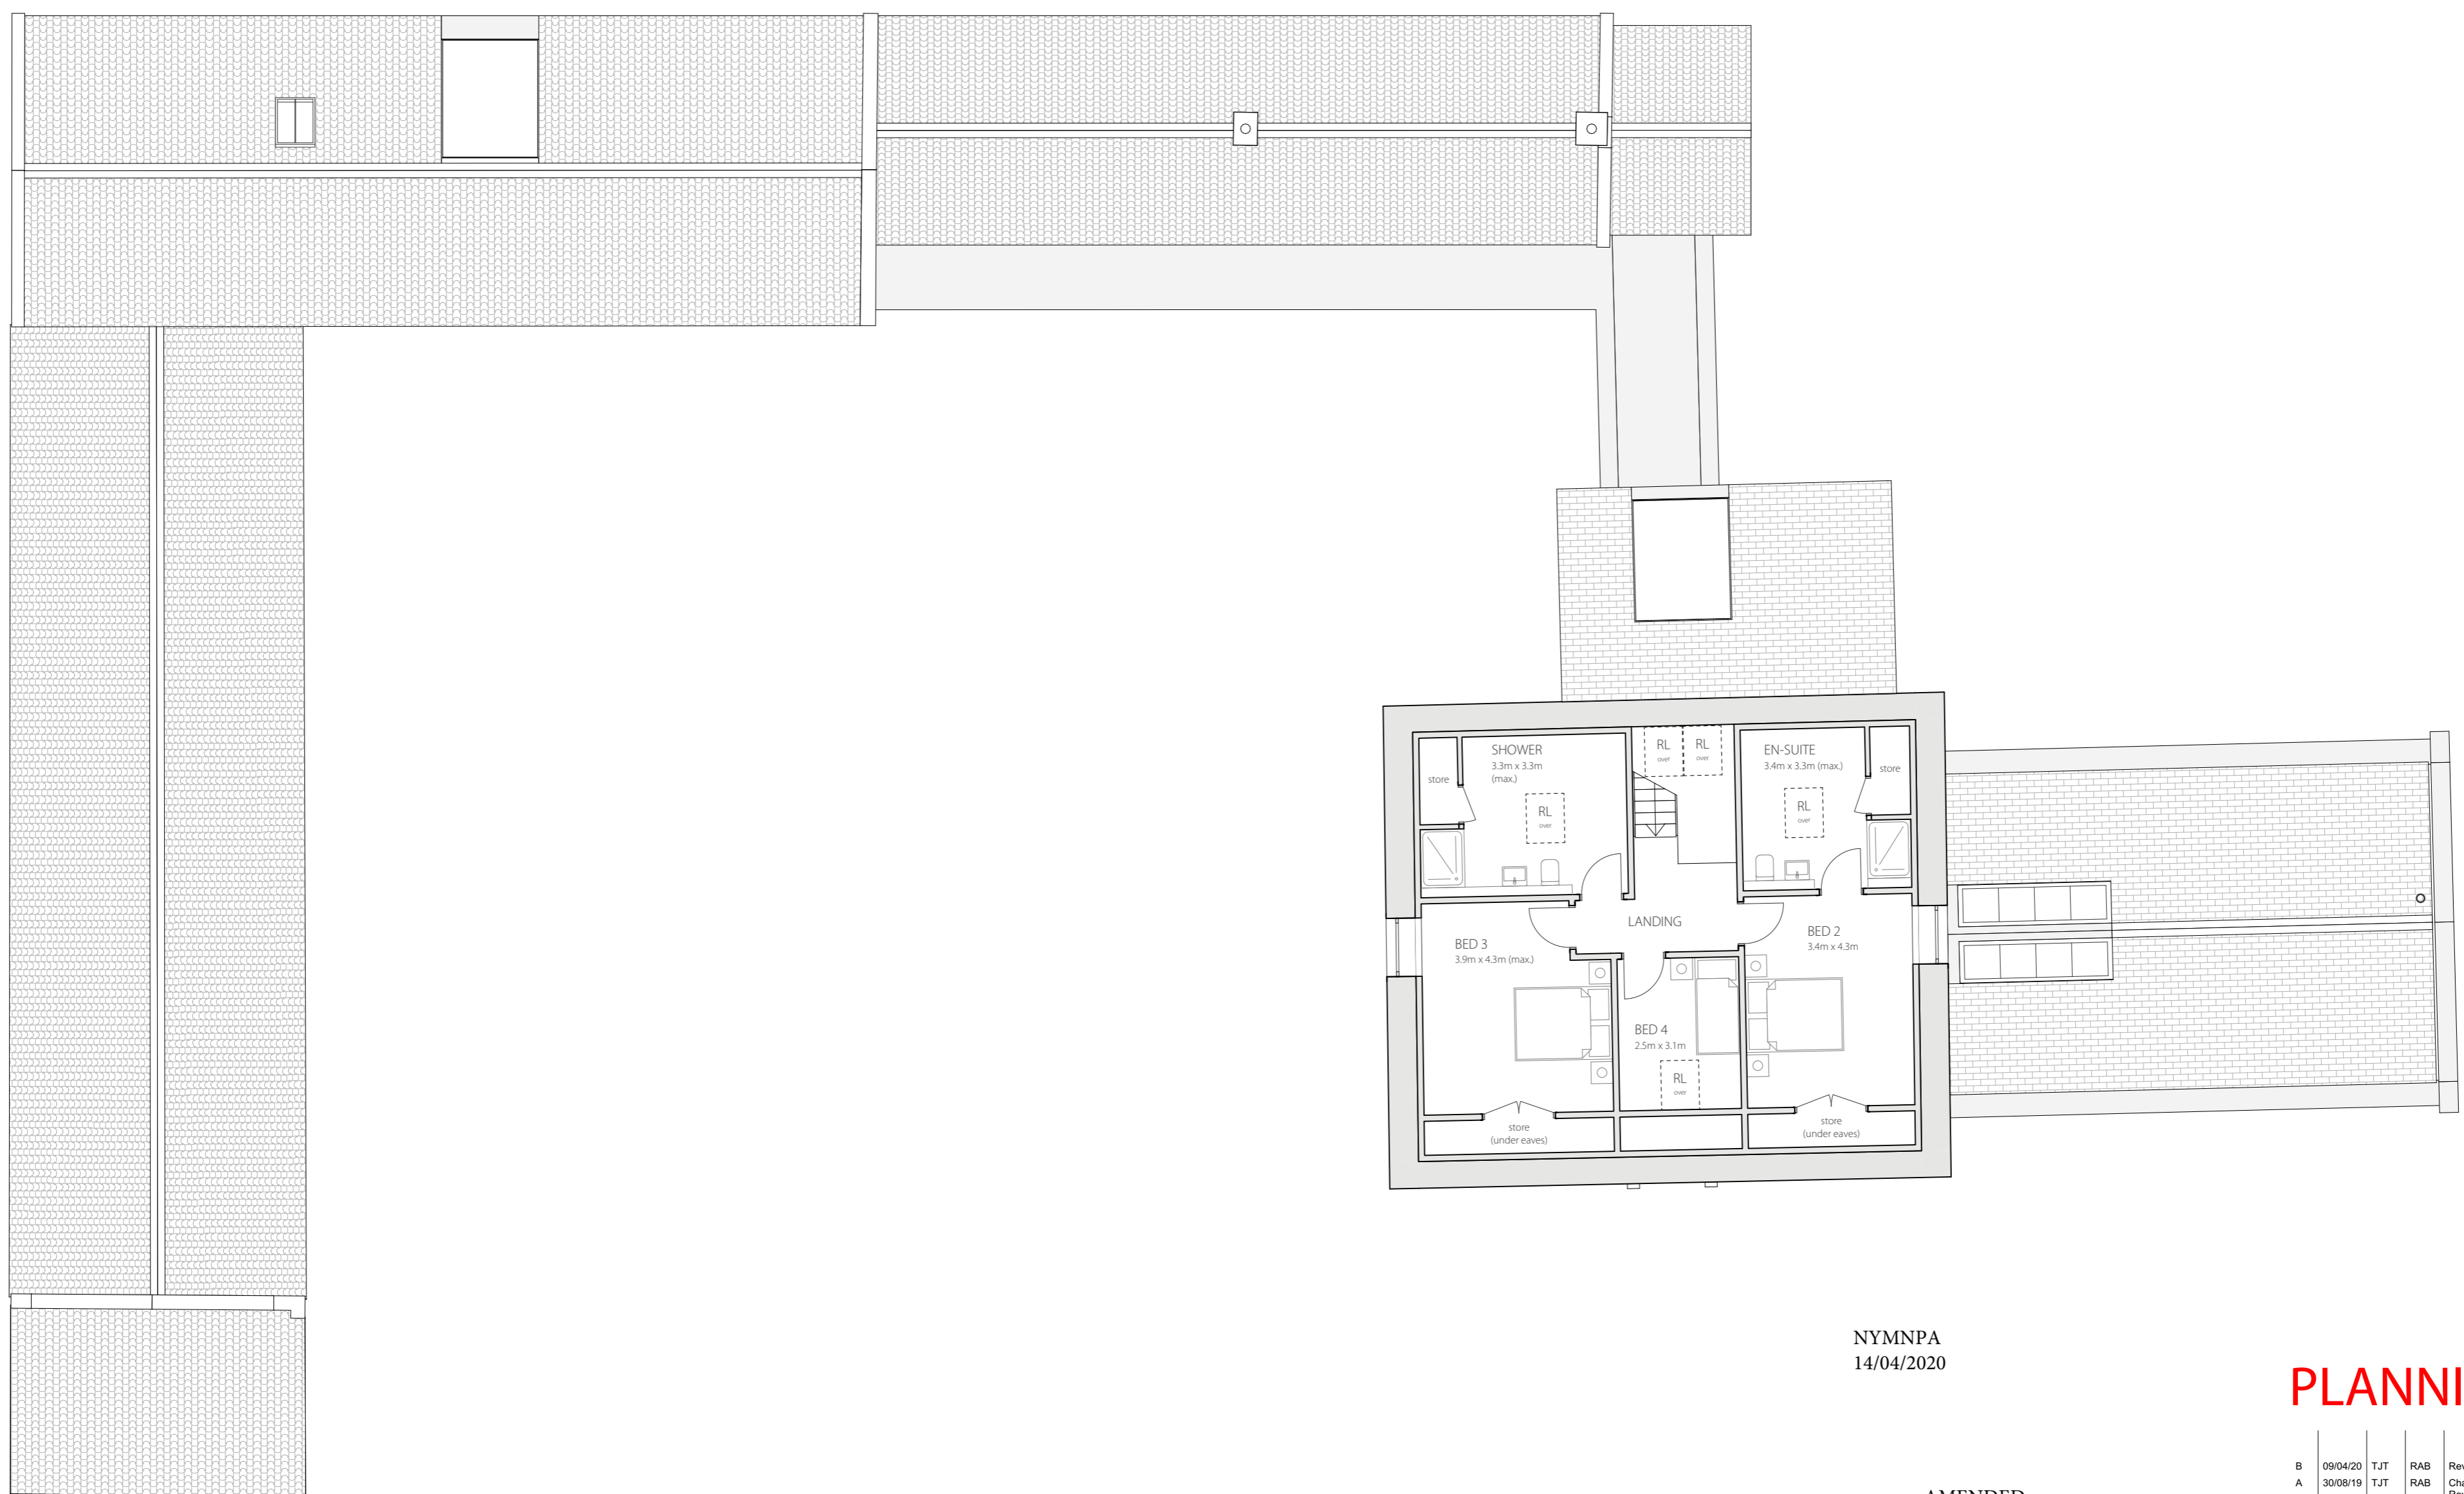 SHOWER
3.3m x 3.3m
(max.)
store
RL
over
RL
over
RL
over
EN-SUITE
3.4m x 3.3m (max.)
store
RL
over
LANDING
BED 3
3.9m x 4.3m (max.)
BED 2
3.4m x 4.3m
BED 4
2.5m x 3.1m
RL
over
store
(under eaves)
store
(under eaves)
NYMNPA
14/04/2020
PLANNI
B 09/04/20 TJT RAB Rev
A 30/08/19 TJT RAB Cha
AMENDED